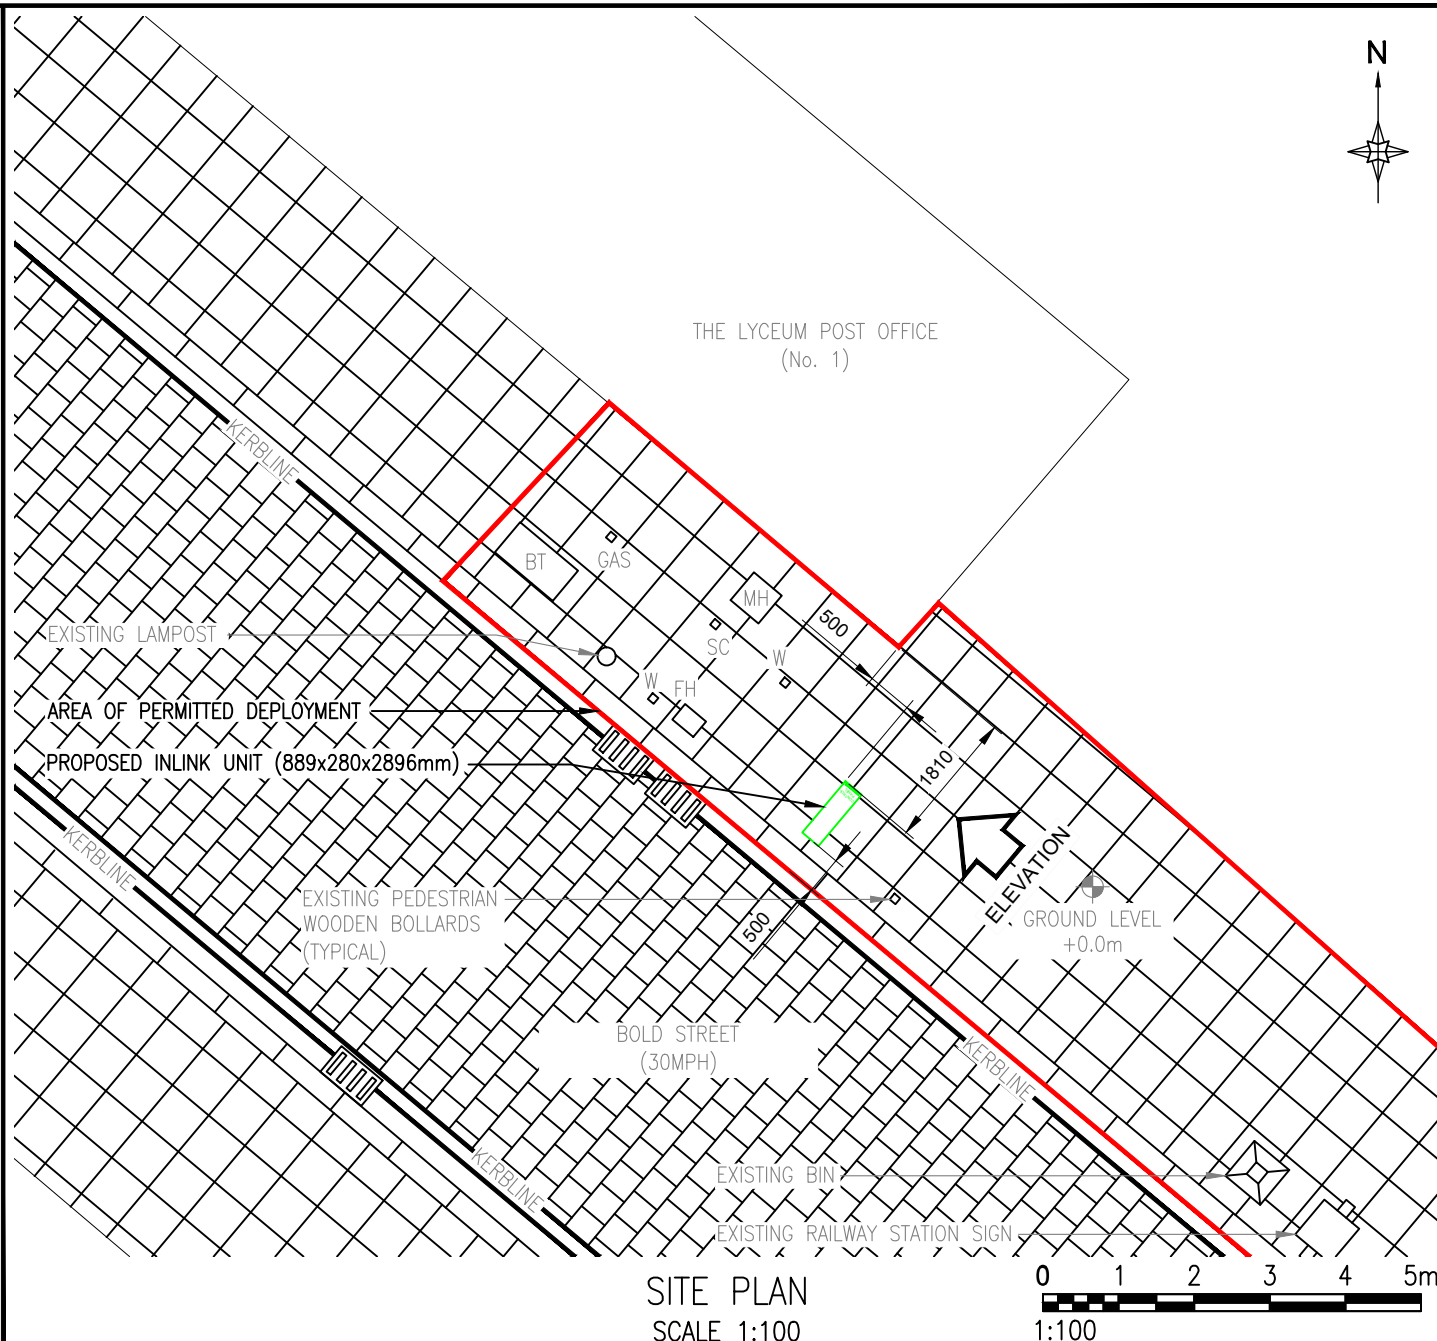 N
THE LYCEUM POST OFFICE
(No. 1)
KERBLINE
BT
GAS
MH
500
SC
W
EXISTING LAMPOST
W
FH
AREA OF PERMITTED DEPLOYMENT
PROPOSED INLINK UNIT (889x280x2896mm)
1810
KERBLINE
ELEVATION
EXISTING PEDESTRIAN
WOODEN BOLLARDS
(TYPICAL)
500
GROUND LEVEL
+0.0m
BOLD STREET
(30MPH)
KERBLINE
KERBLINE
EXISTING BIN
EXISTING RAILWAY STATION SIGN
SITE PLAN
SCALE 1:100
0 1 2 3 4 5m
1:100